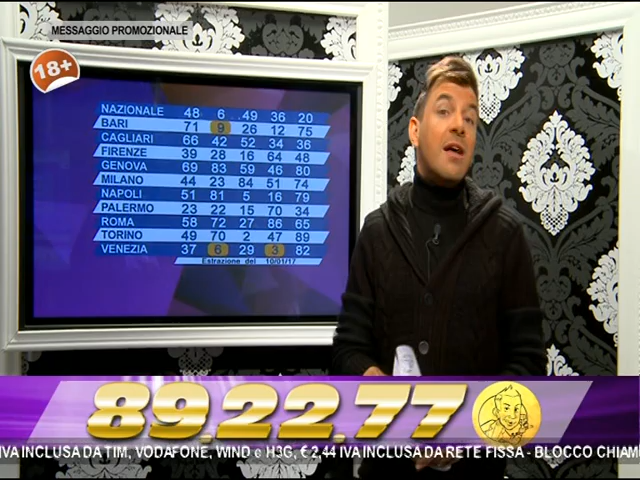 MESSAGGIO PROMOZIONALE
18+
NAZIONALE 48 6 49 36 20
BARI 71 9 26 12 75
CAGLIARI 66 42 52 34 36
FIRENZE 39 28 16 64 48
GENOVA 69 83 59 46 80
MILANO 44 23 84 51 74
NAPOLI 51 81 5 16 79
PALERMO 23 22 15 70 34
ROMA 58 72 27 86 65
TORINO 49 70 2 47 89
VENEZIA 37 6 29 3 82
Estrazione del 10/01/17
89.22.77
IVA INCLUSA DA TIM, VODAFONE, WIND e H3G, € 2,44 IVA INCLUSA DA RETE FISSA - BLOCCO CHIAM